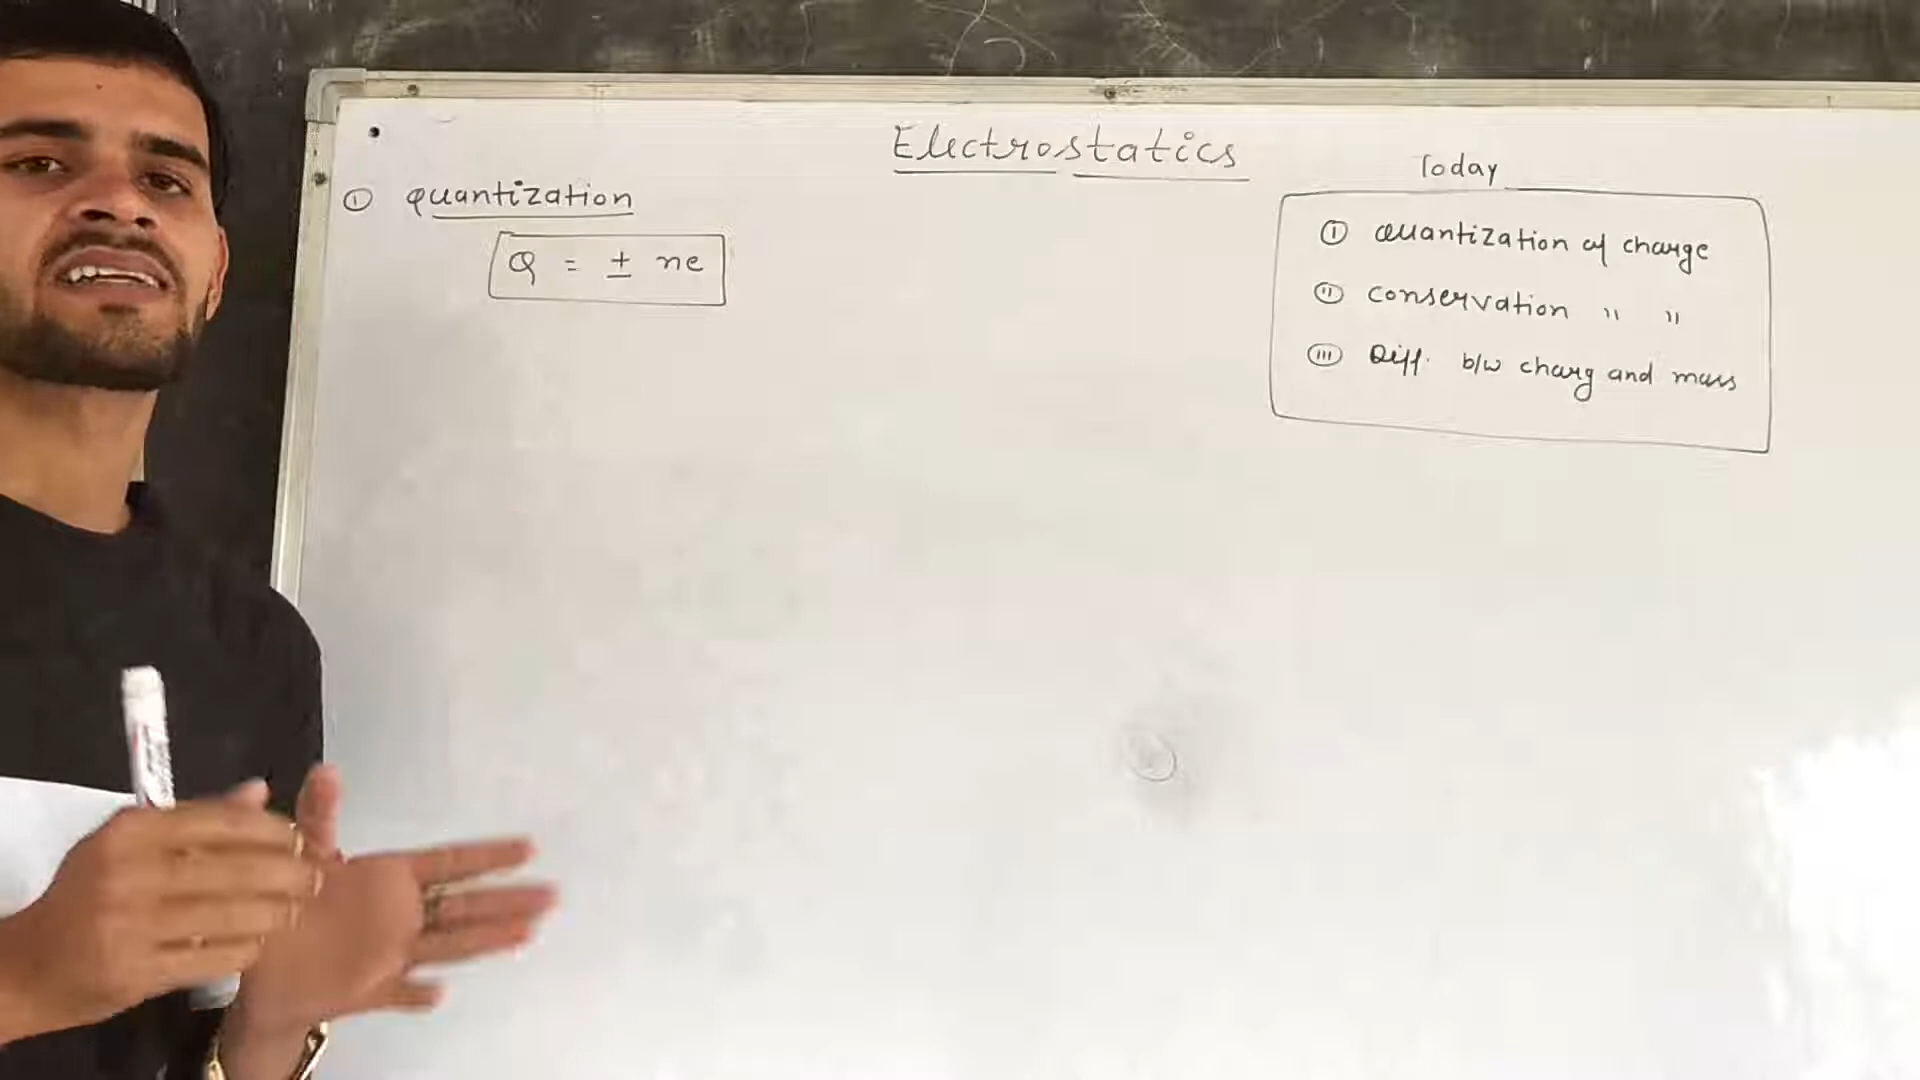 Electrostatics
① quantization
Q = ± ne
Today
① quantization of charge
② conservation " "
③ Diff. b/w charg and mass